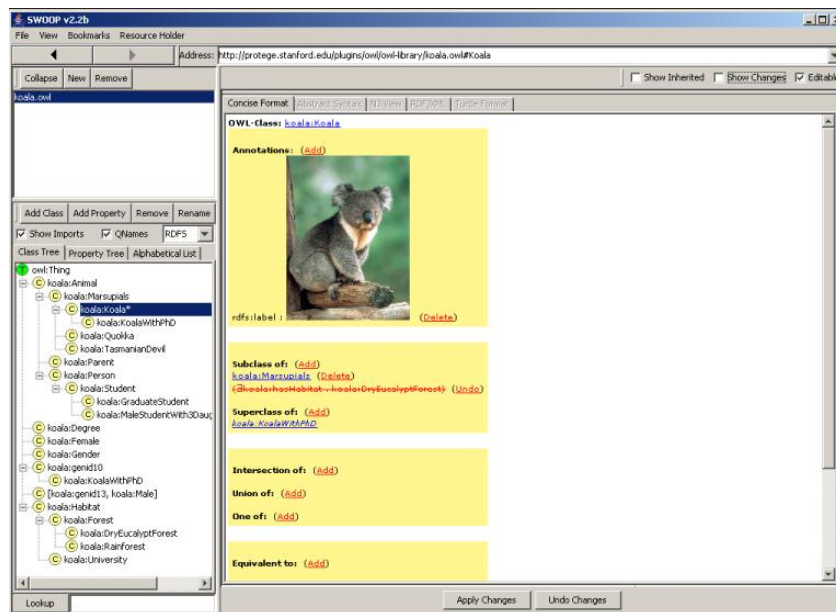 SWOOP v2.2b
File View Bookmarks Resource Holder
Address: http://protege.stanford.edu/plugins/owl/owl-library/koala.owl#Koala
Collapse New Remove
Show Inherited Show Changes Editable
koala.owl
Concise Format Abstract Syntax N3 View RDF/XML Turtle Format
OWL-Class: koala:Koala
Annotations: (Add)
rdfs:label : (Delete)
Subclass of: (Add)
koala:Marsupials (Delete)
(∃koala:hasHabitat . koala:DryEucalyptForest) (Undo)
Superclass of: (Add)
koala:KoalaWithPhD
Intersection of: (Add)
Union of: (Add)
One of: (Add)
Equivalent to: (Add)
Add Class Add Property Remove Rename
Show Imports QNames RDFS
Class Tree Property Tree Alphabetical List
T owl:Thing
C koala:Animal
C koala:Marsupials
C koala:Koala*
C koala:KoalaWithPhD
C koala:Quokka
C koala:TasmanianDevil
C koala:Parent
C koala:Person
C koala:Student
C koala:GraduateStudent
C koala:MaleStudentWith3Daug
C koala:Degree
C koala:Female
C koala:Gender
C koala:genid10
C koala:KoalaWithPhD
C [koala:genid13, koala:Male]
C koala:Habitat
C koala:Forest
C koala:DryEucalyptForest
C koala:Rainforest
C koala:University
Lookup
Apply Changes Undo Changes